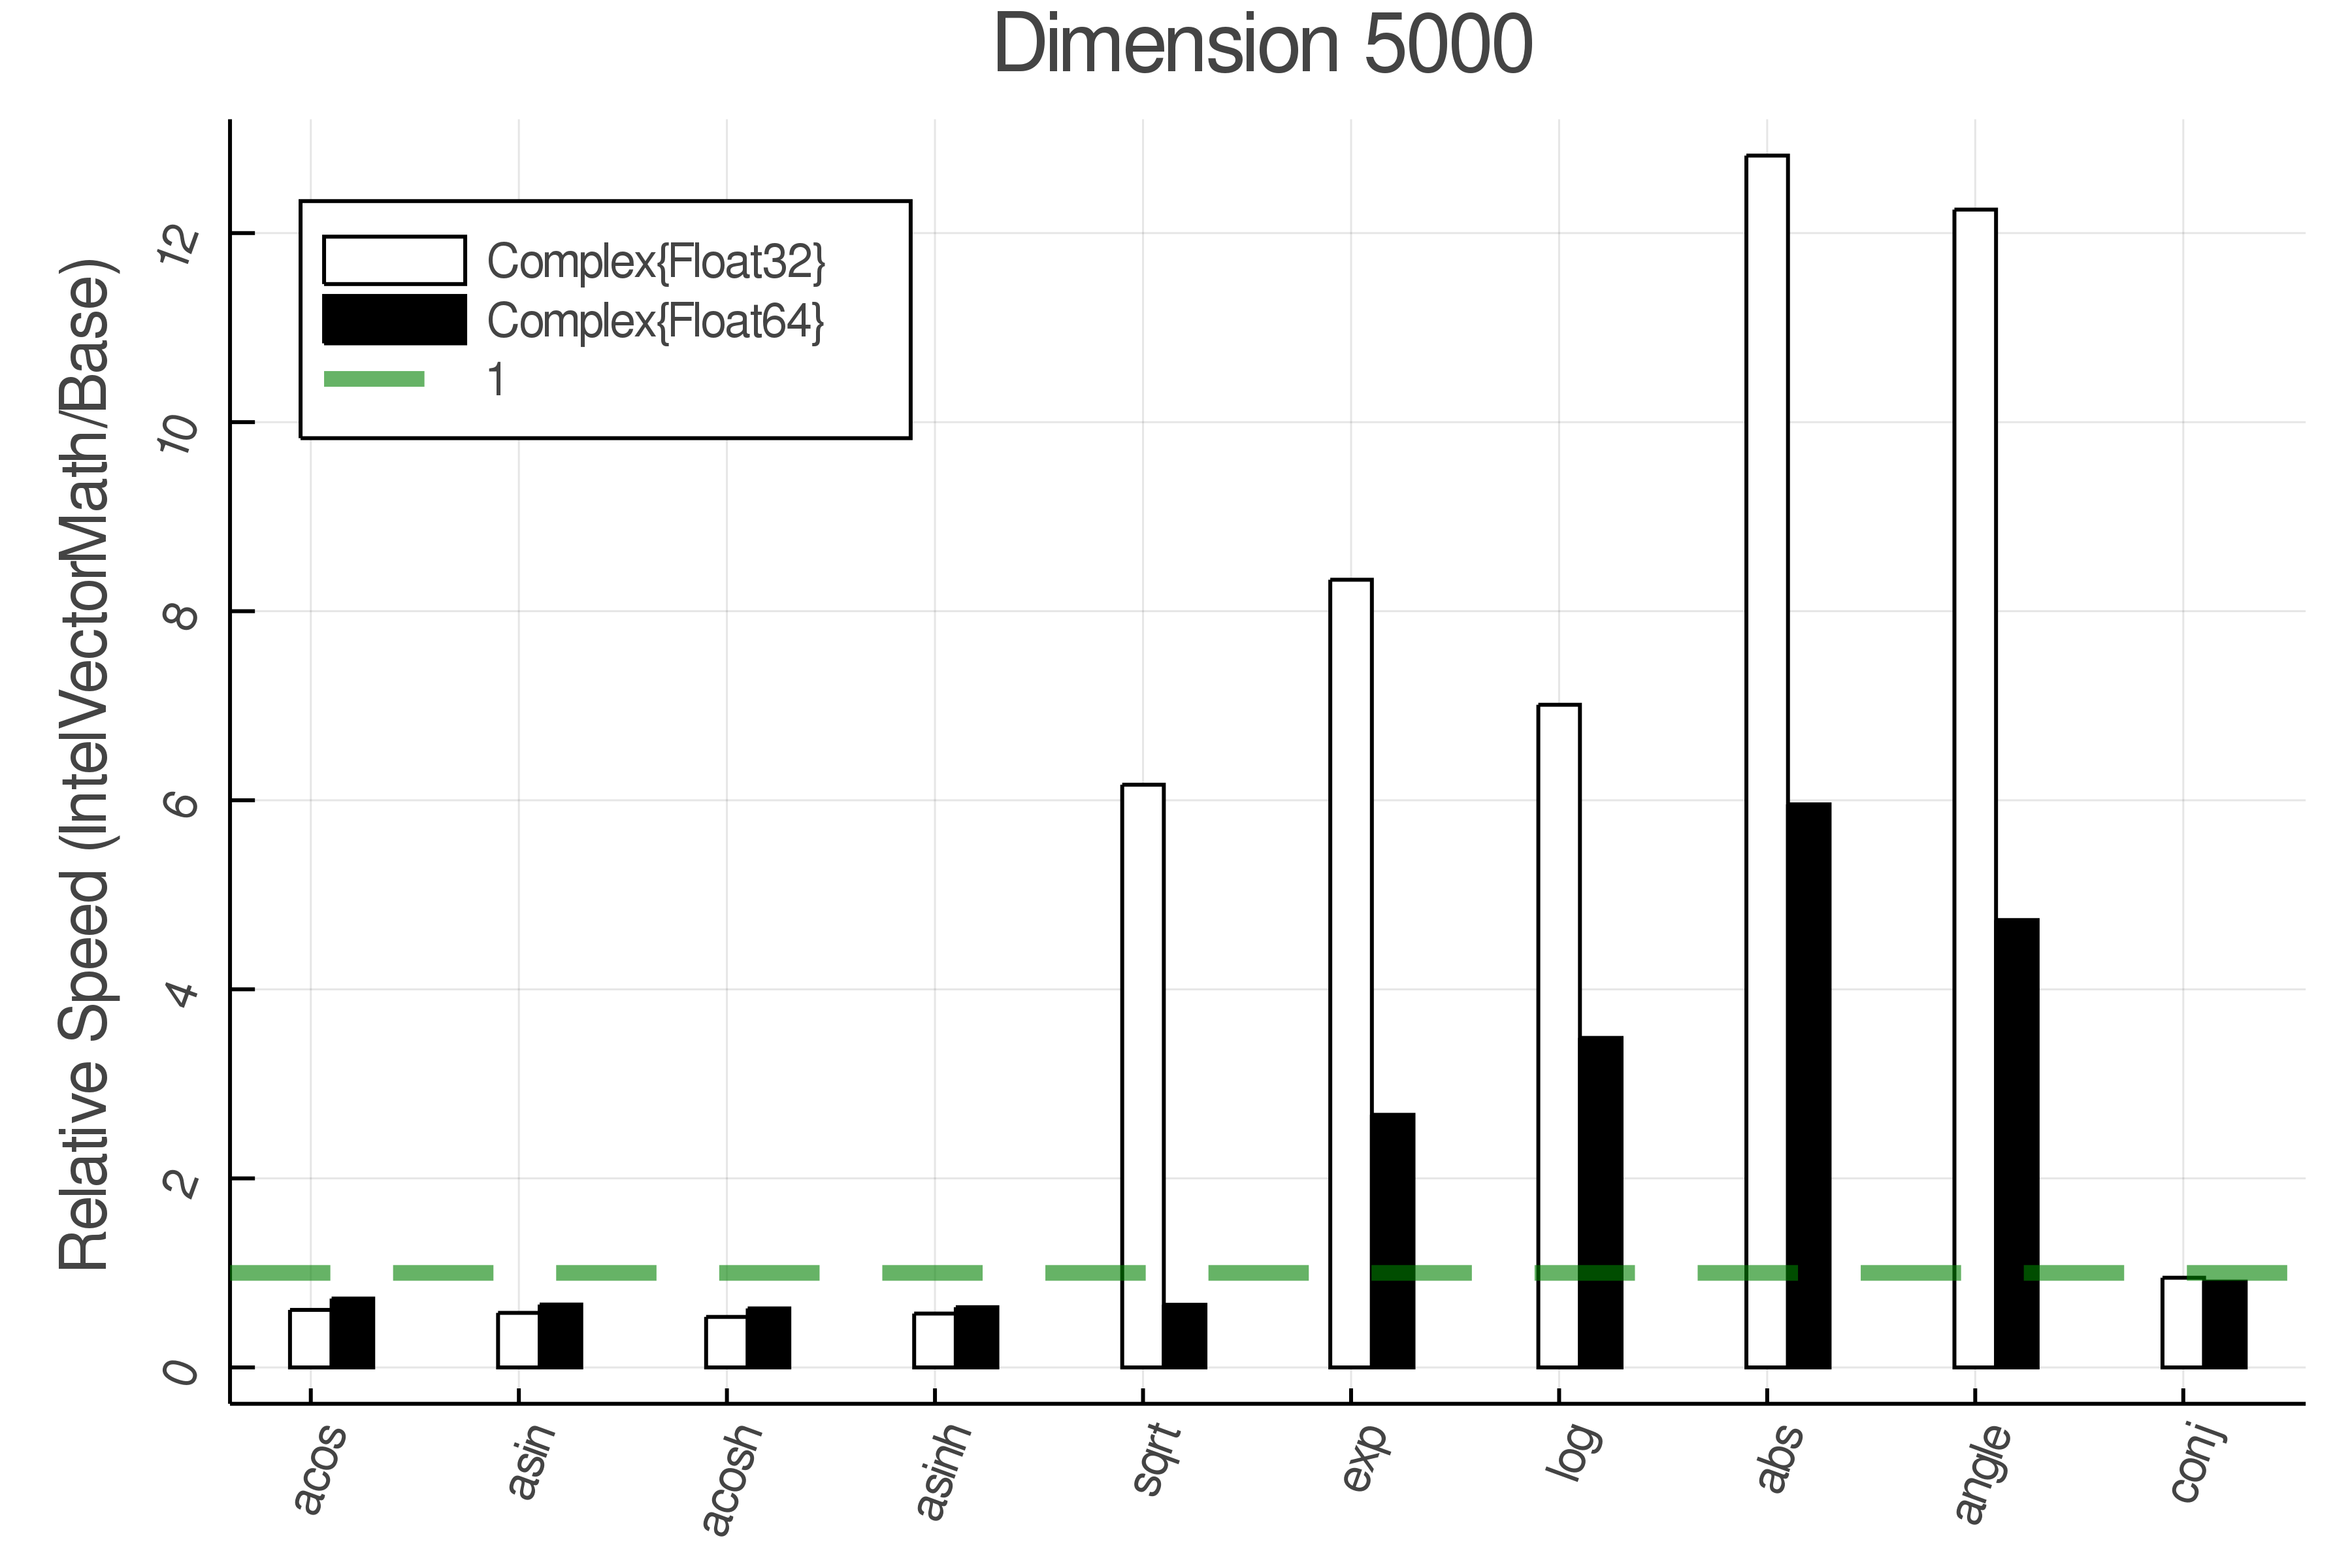 Dimension 5000
Relative Speed (IntelVectorMath/Base)
12
10
8
6
4
2
0
Complex{Float32}
Complex{Float64}
1
acos
asin
acosh
asinh
sqrt
exp
log
abs
angle
conj